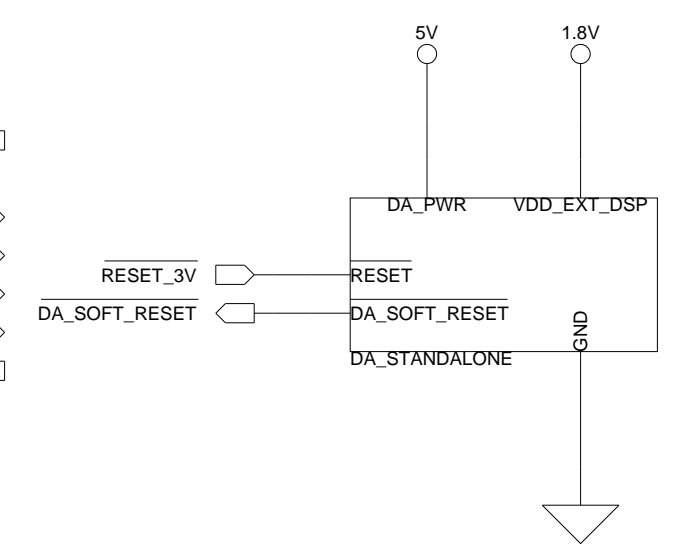 5V 1.8V
DA_PWR VDD_EXT_DSP
RESET_3V RESET
DA_SOFT_RESET DA_SOFT_RESET
GND
DA_STANDALONE